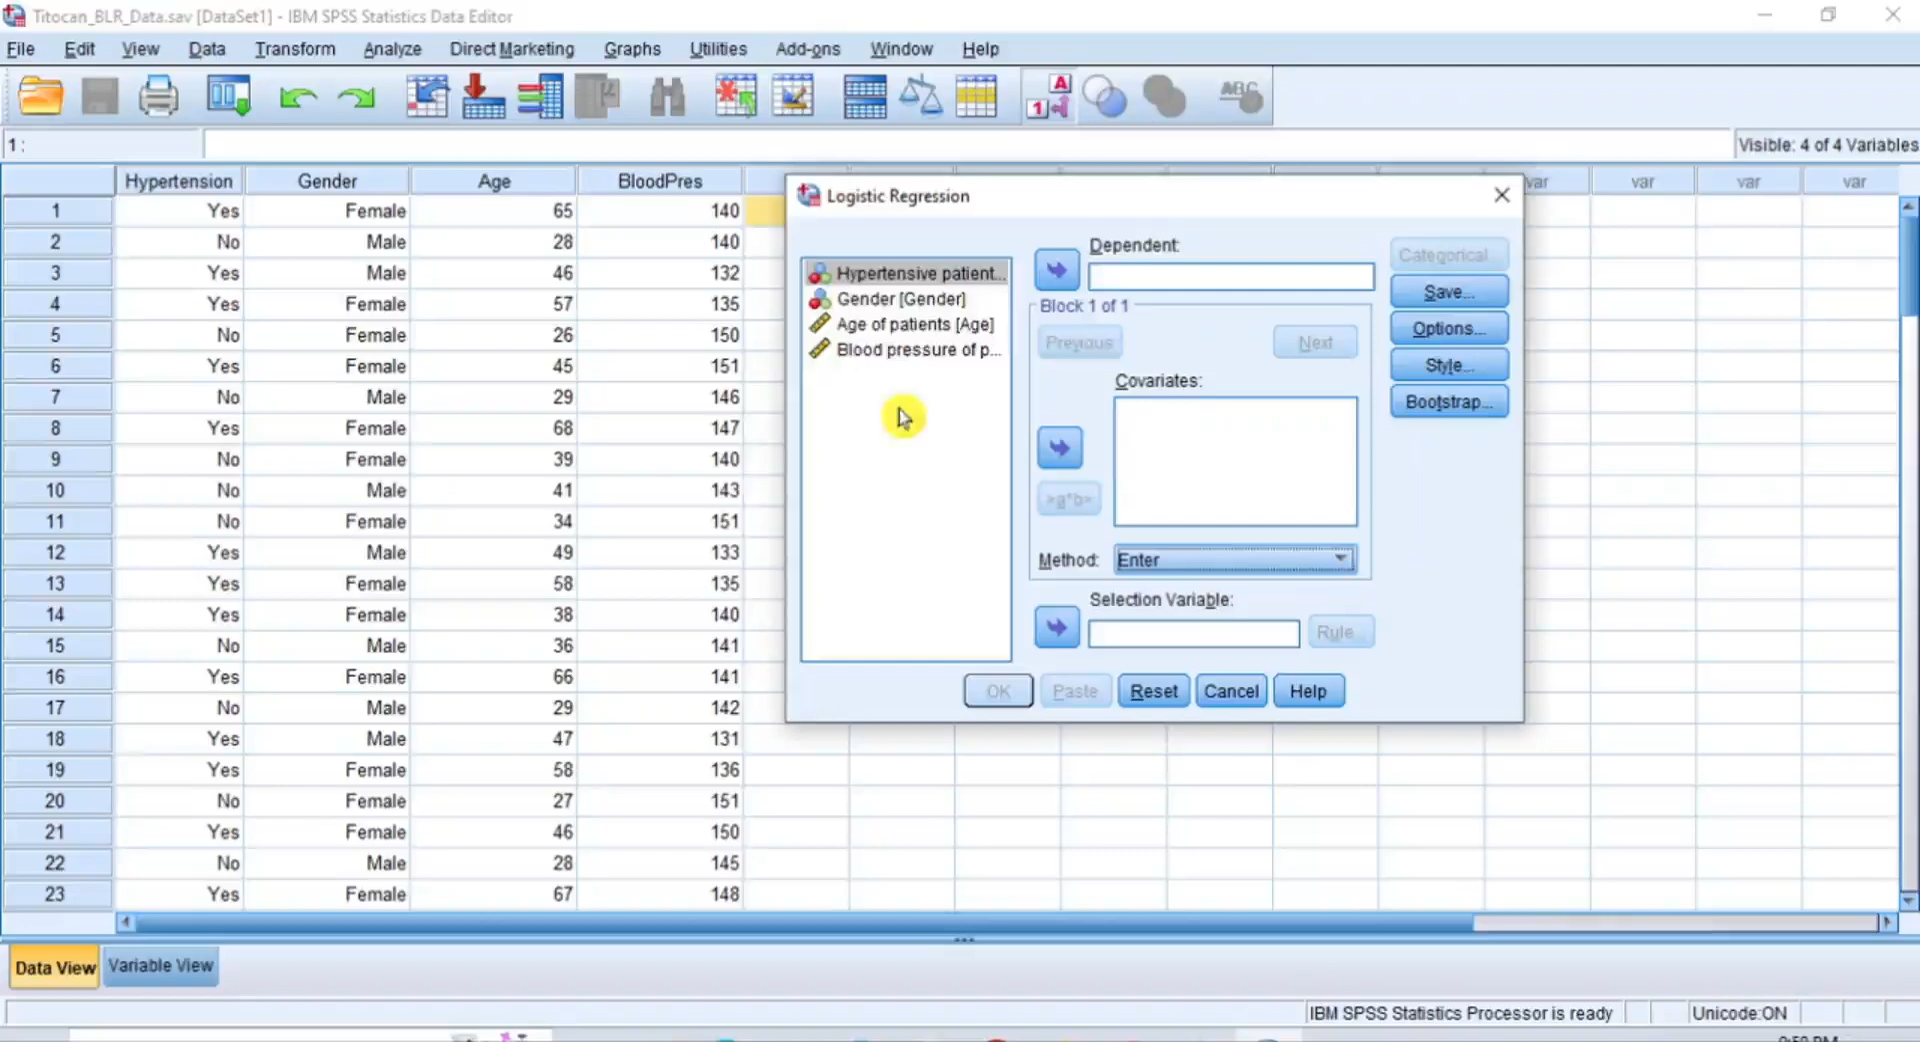 Titocan_BLR_Data.sav [DataSet1] - IBM SPSS Statistics Data Editor
File Edit View Data Transform Analyze Direct Marketing Graphs Utilities Add-ons Window Help
A
1
ABC
1 :
Visible: 4 of 4 Variables
Hypertension Gender Age BloodPres var var var var
1 Yes Female 65 140
2 No Male 28 140
3 Yes Male 46 132
4 Yes Female 57 135
5 No Female 26 150
6 Yes Female 45 151
7 No Male 29 146
8 Yes Female 68 147
9 No Female 39 140
10 No Male 41 143
11 No Female 34 151
12 Yes Male 49 133
13 Yes Female 58 135
14 Yes Female 38 140
15 No Male 36 141
16 Yes Female 66 141
17 No Male 29 142
18 Yes Male 47 131
19 Yes Female 58 136
20 No Female 27 151
21 Yes Female 46 150
22 No Male 28 145
23 Yes Female 67 148
Logistic Regression
Hypertensive patient...
Gender [Gender]
Age of patients [Age]
Blood pressure of p...
Dependent:
Block 1 of 1
Previous Next
Covariates:
>a*b>
Method: Enter
Selection Variable:
Rule...
Categorical...
Save...
Options...
Style...
Bootstrap...
OK Paste Reset Cancel Help
Data View Variable View
IBM SPSS Statistics Processor is ready Unicode:ON